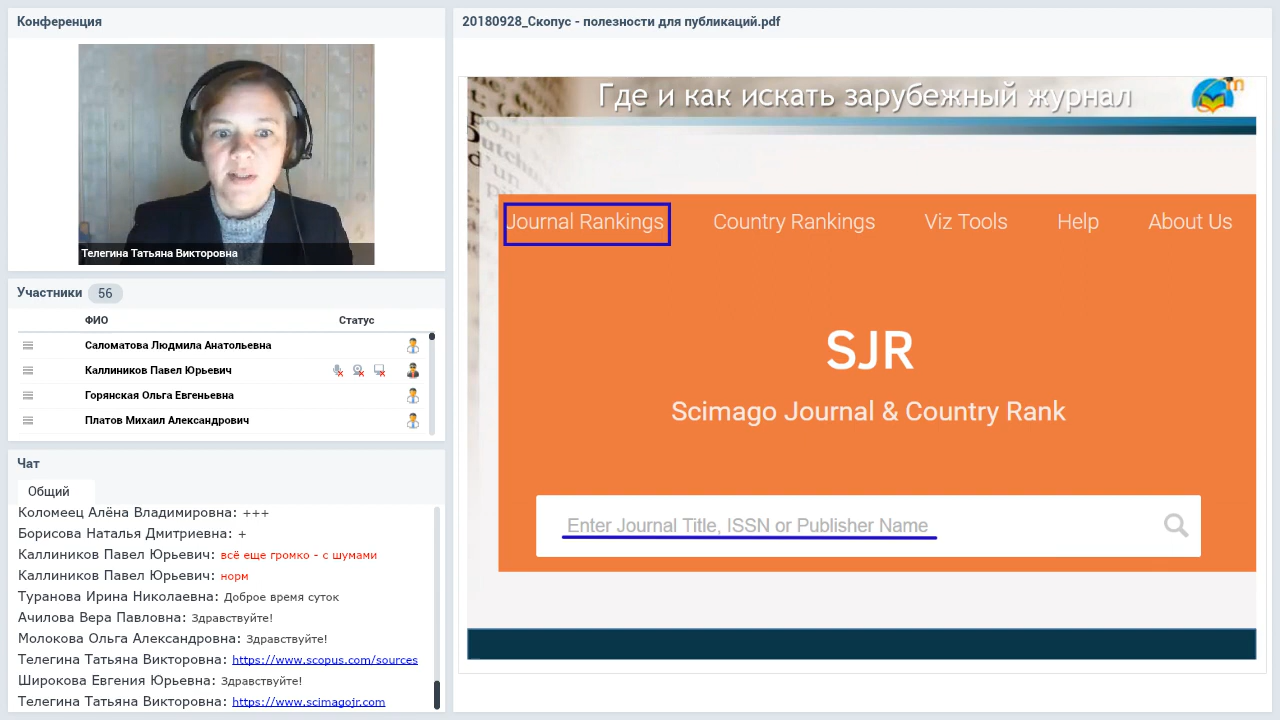 Конференция
Телегина Татьяна Викторовна
Участники 56
ФИО Статус
Саломатова Людмила Анатольевна
Каллиников Павел Юрьевич
Горянская Ольга Евгеньевна
Платов Михаил Александрович
Чат
Общий
Коломеец Алёна Владимировна: +++
Борисова Наталья Дмитриевна: +
Каллиников Павел Юрьевич: всё еще громко - с шумами
Каллиников Павел Юрьевич: норм
Туранова Ирина Николаевна: Доброе время суток
Ачилова Вера Павловна: Здравствуйте!
Молокова Ольга Александровна: Здравствуйте!
Телегина Татьяна Викторовна: https://www.scopus.com/sources
Широкова Евгения Юрьевна: Здравствуйте!
Телегина Татьяна Викторовна: https://www.scimagojr.com
20180928_Скопус - полезности для публикаций.pdf
Где и как искать зарубежный журнал
Journal Rankings Country Rankings Viz Tools Help About Us
SJR
Scimago Journal & Country Rank
Enter Journal Title, ISSN or Publisher Name